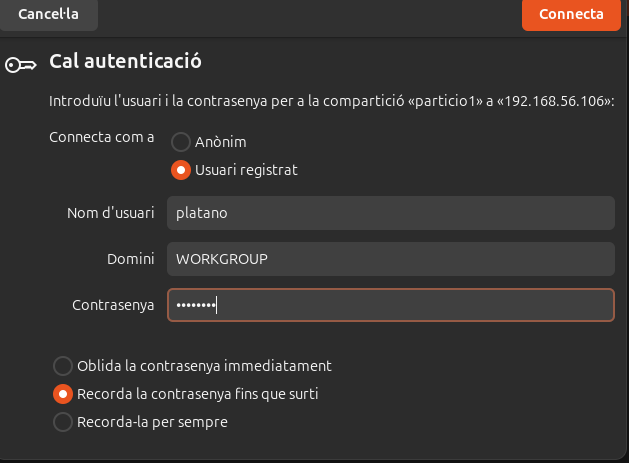 Cancel·la
Connecta
Cal autenticació
Introduïu l'usuari i la contrasenya per a la compartició «particio1» a «192.168.56.106»:
Connecta com a
Anònim
Usuari registrat
Nom d'usuari
platano
Domini
WORKGROUP
Contrasenya
••••••••
Oblida la contrasenya immediatament
Recorda la contrasenya fins que surti
Recorda-la per sempre